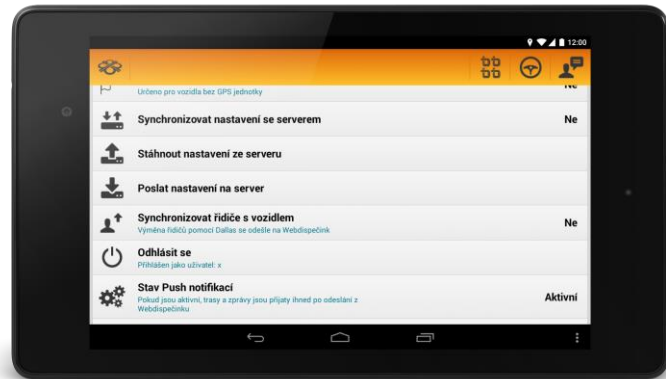 12:00
Určeno pro vozidla bez GPS jednotky
Ne
Synchronizovat nastavení se serverem
Ne
Stáhnout nastavení ze serveru
Poslat nastavení na server
Synchronizovat řidiče s vozidlem
Výměna řidičů pomocí Dallas se odešle na Webdispečink
Ne
Odhlásit se
Přihlášen jako uživatel: x
Stav Push notifikací
Pokud jsou aktivní, trasy a zprávy jsou přijaty ihned po odeslání z
Webdispečinku
Aktivní